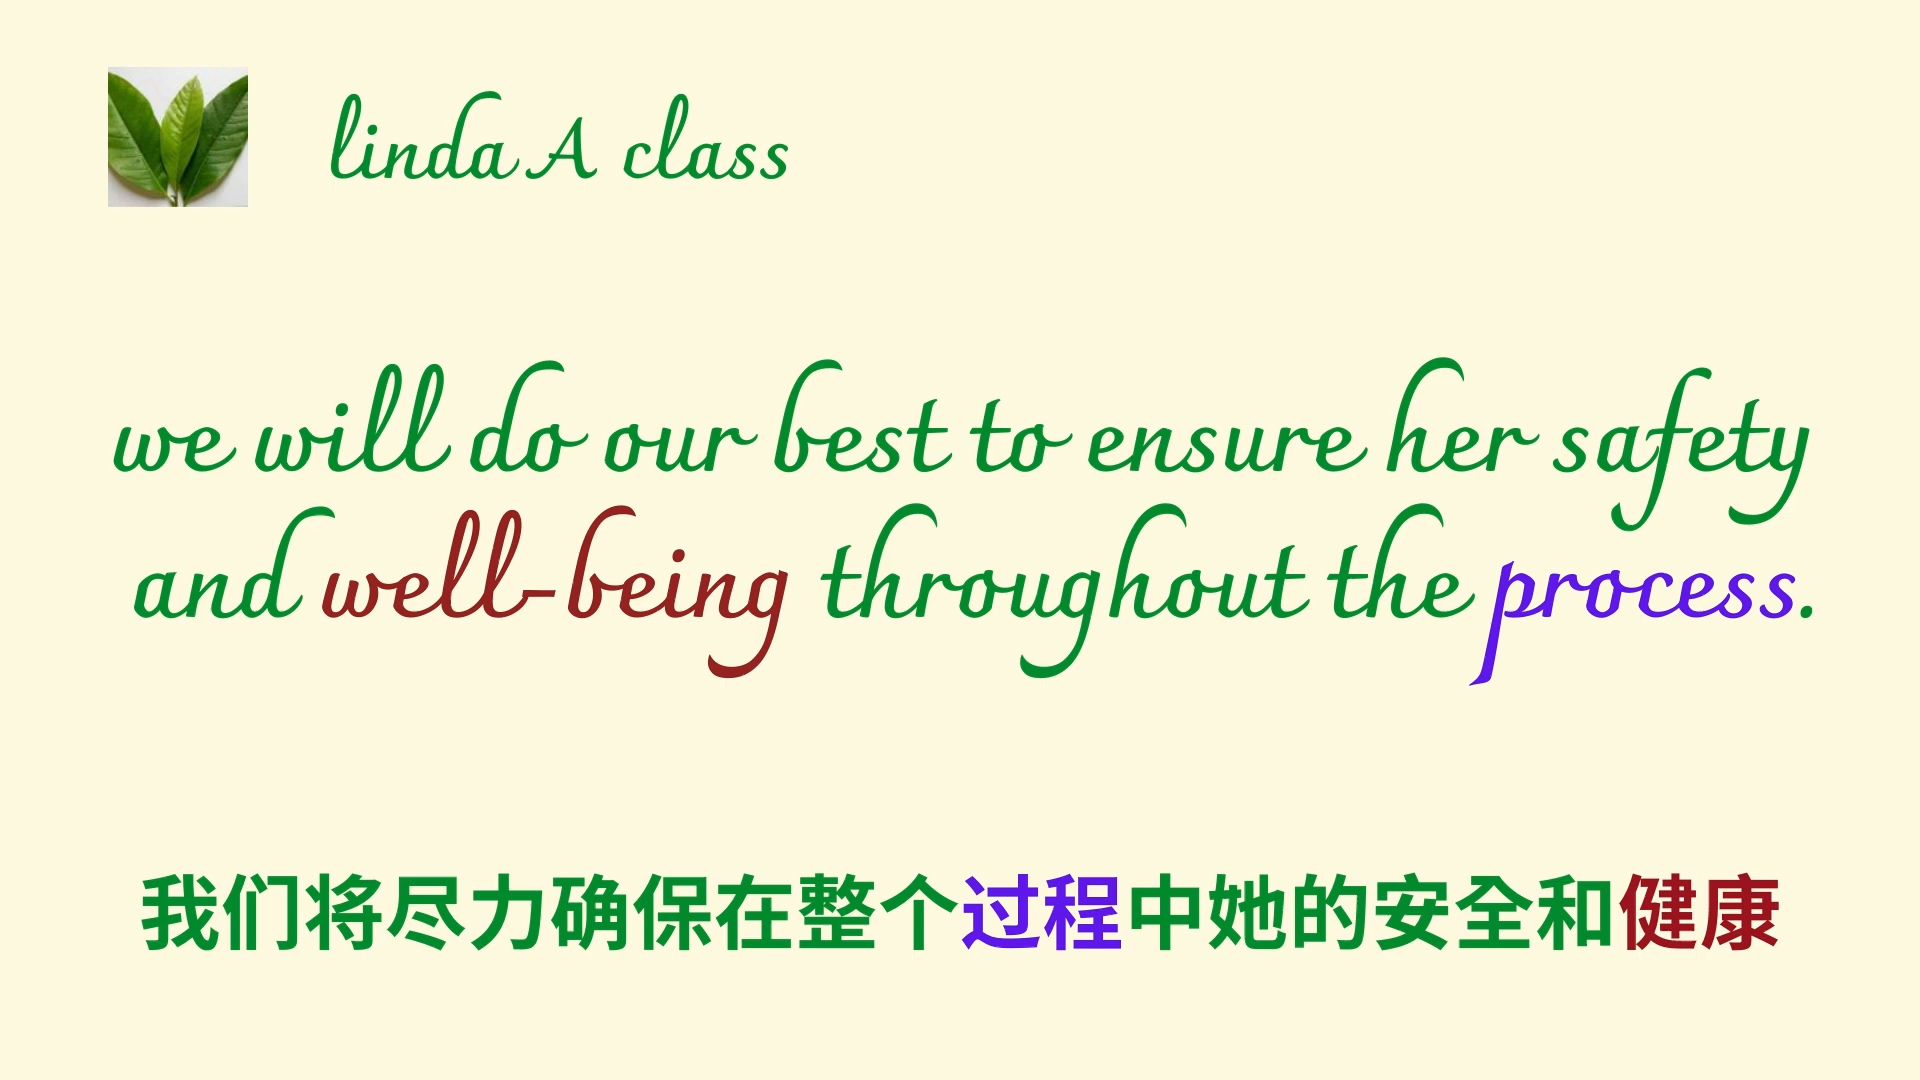 linda A class
we will do our best to ensure her safety
and well-being throughout the process.
我们将尽力确保在整个过程中她的安全和健康